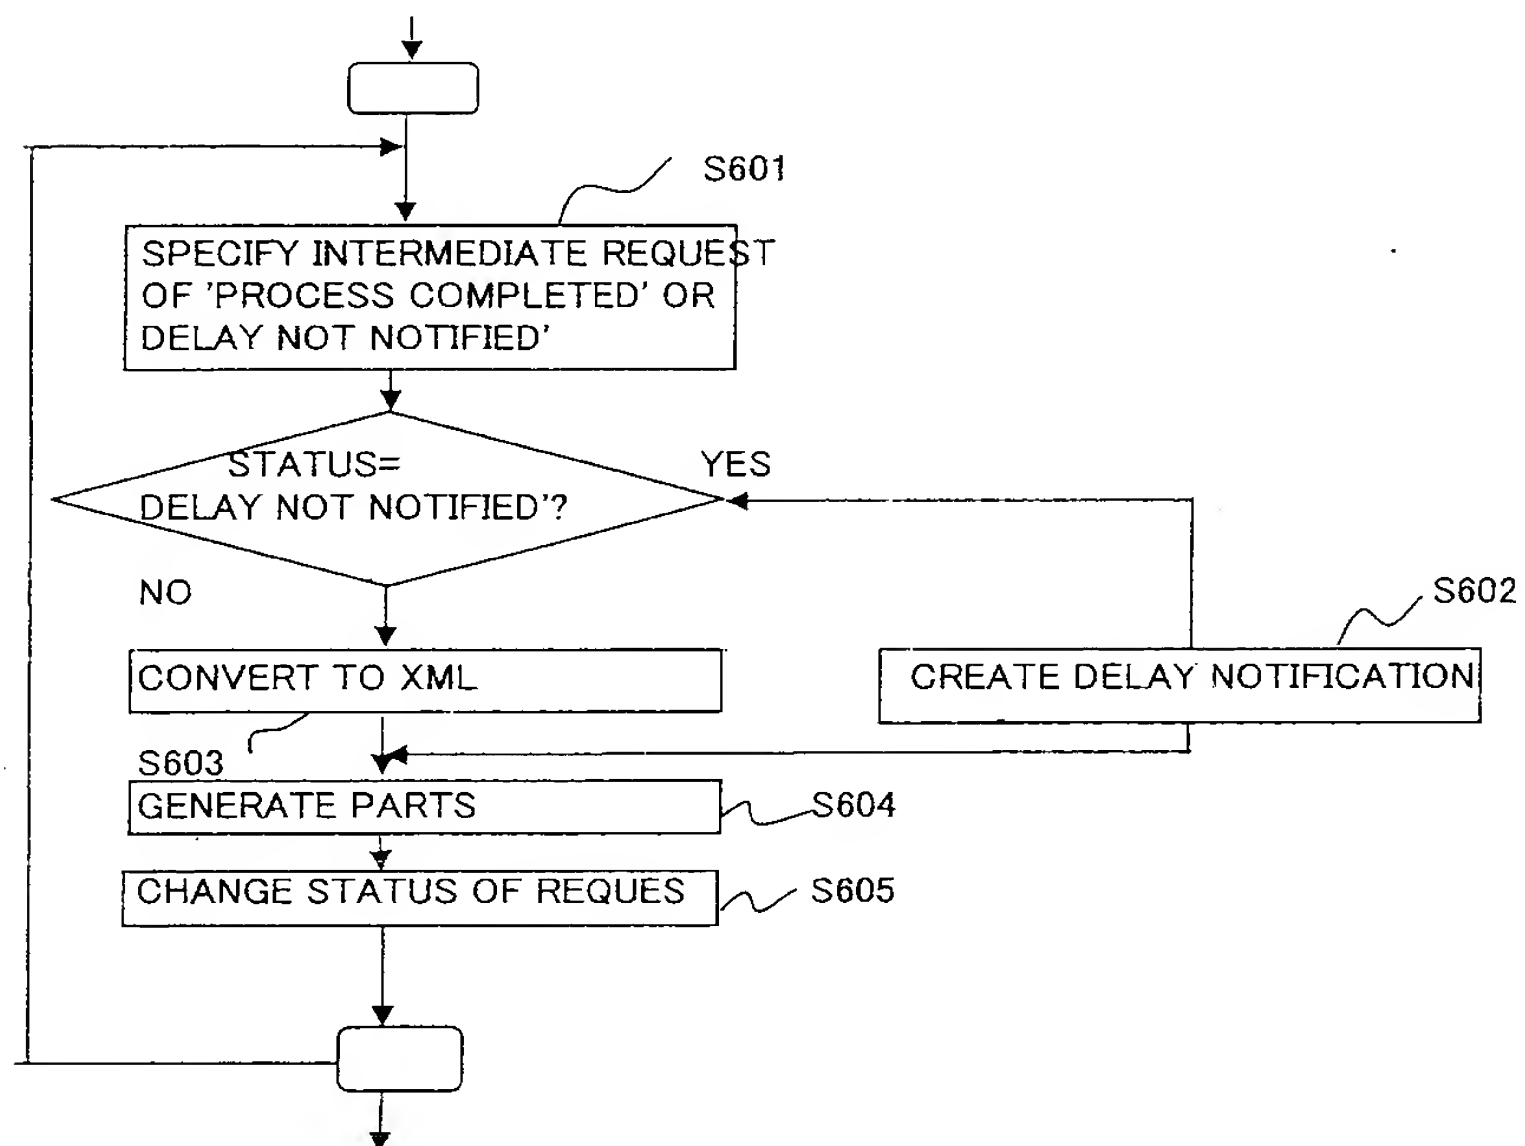 S601
SPECIFY INTERMEDIATE REQUEST
OF 'PROCESS COMPLETED' OR
DELAY NOT NOTIFIED'
STATUS=
DELAY NOT NOTIFIED'?
YES
NO
S602
CONVERT TO XML
CREATE DELAY NOTIFICATION
S603
GENERATE PARTS
S604
CHANGE STATUS OF REQUES
S605